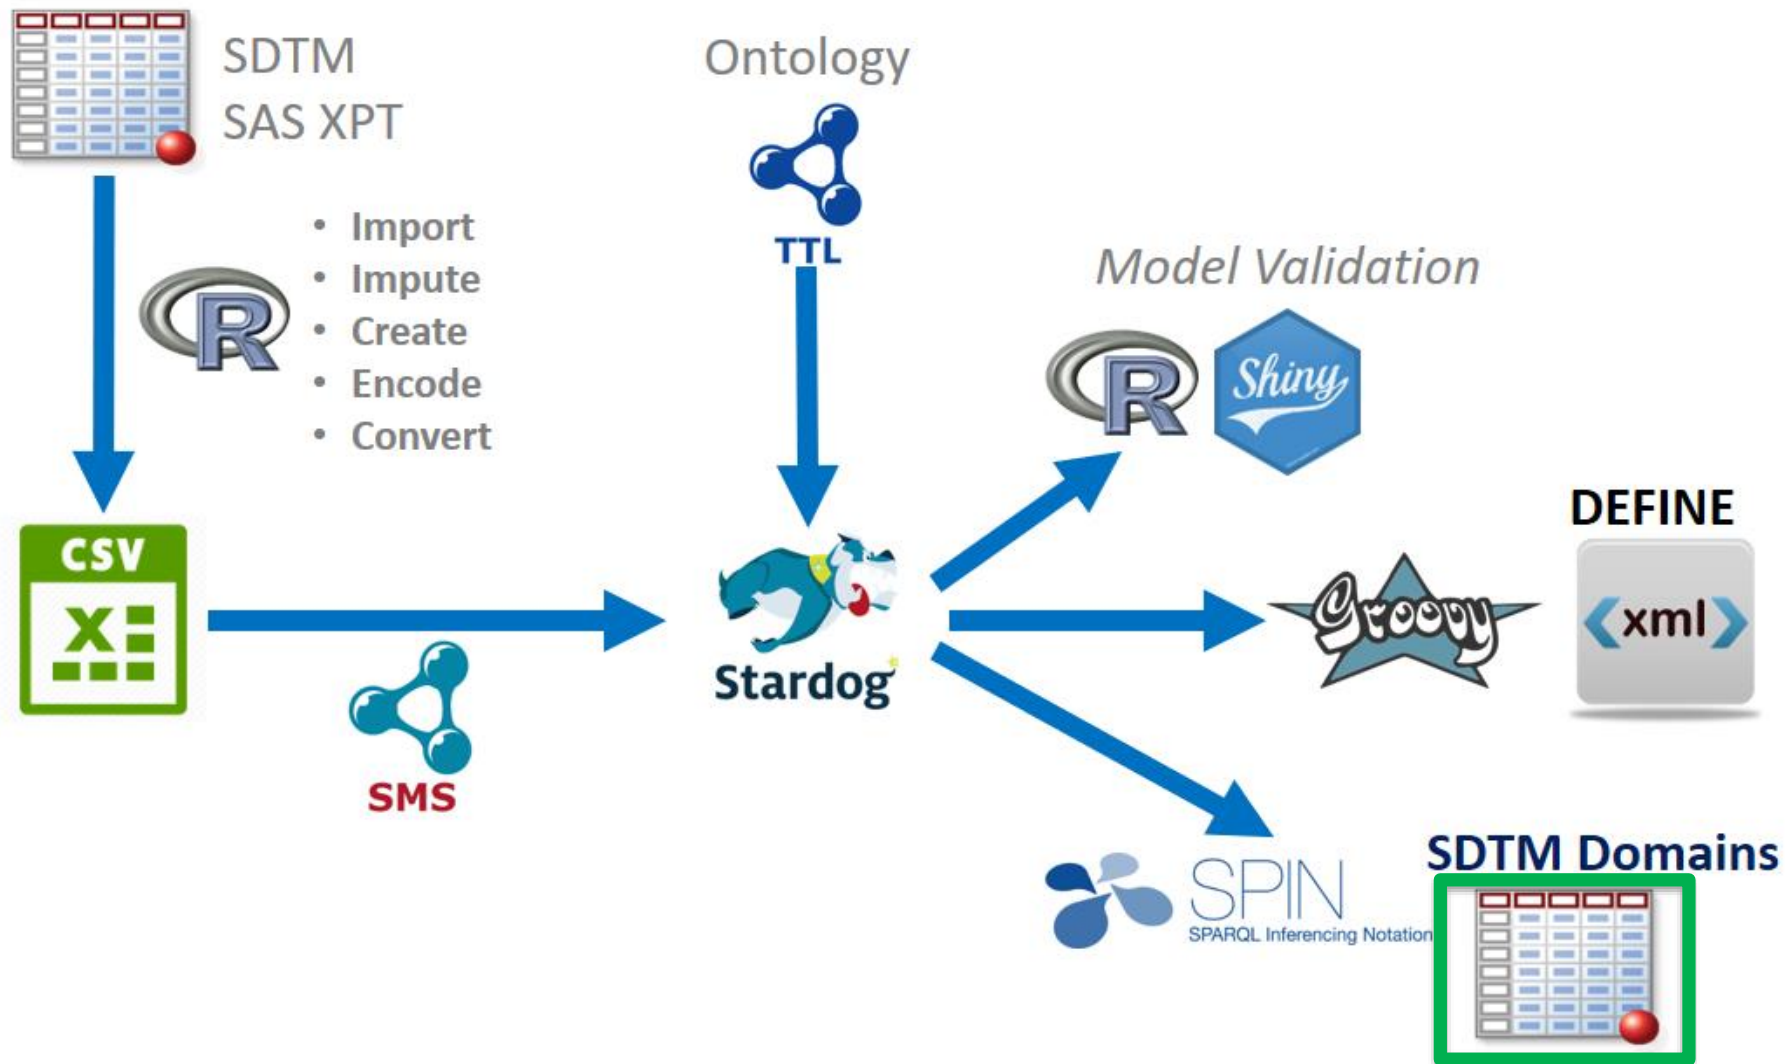 SDTM
SAS XPT
Ontology
TTL
• Import
• Impute
• Create
• Encode
• Convert
R
Model Validation
R
Shiny
CSV
X
SMS
Stardog
Groovy
DEFINE
<xml>
SPIN
SPARQL Inferencing Notation
SDTM Domains